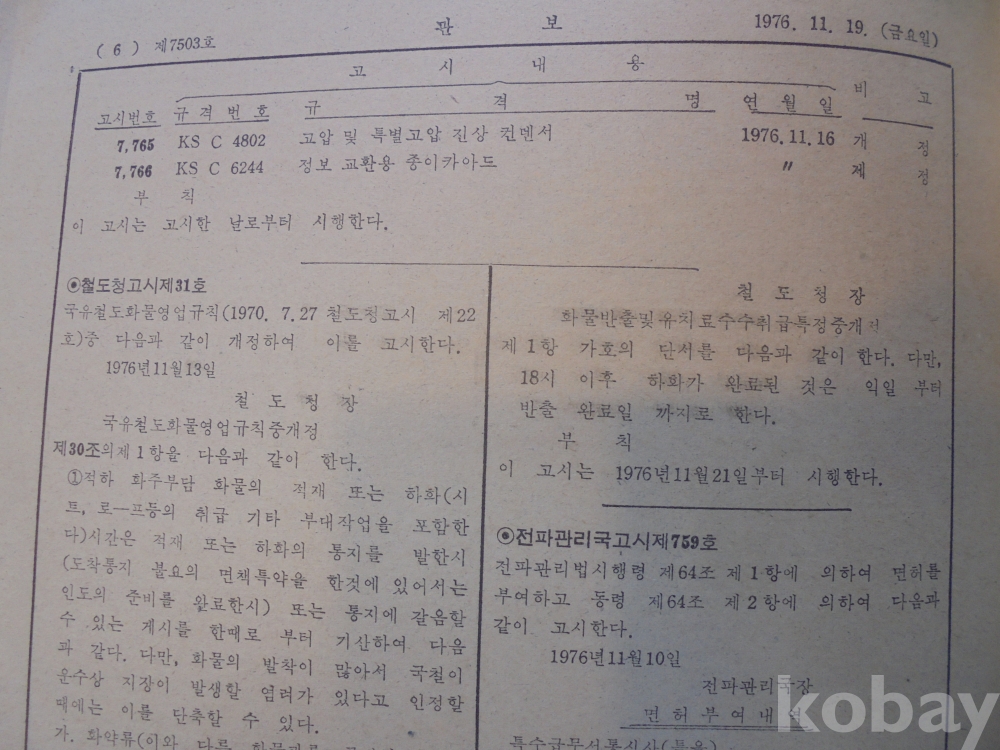 ( 6 ) 제7503호 관 보 1976. 11. 19. (금요일)
고 시 내 용 비 고
고시번호 규 격 번 호 규 격 명 연 월 일
7,765 KS C 4802 고압 및 특별고압 진상 컨덴서 1976.11.16 개 정
7,766 KS C 6244 정보 교환용 종이카아드 〃 제 정
부 칙
이 고시는 고시한 날로부터 시행한다.
⦿철도청고시제31호
국유철도화물영업규칙(1970. 7.27 철도청고시 제22
호)중 다음과 같이 개정하여 이를 고시한다.
1976년11월13일
철 도 청 장
국유철도화물영업규칙중개정
제30조의제1항을 다음과 같이 한다.
①적하 화주부담 화물의 적재 또는 하화(시
트, 로—프등의 취급 기타 부대작업을 포함한
다)시간은 적재 또는 하화의 통지를 발한시
(도착통지 불요의 면책특약을 한것에 있어서는
인도의 준비를 완료한시) 또는 통지에 갈음할
수 있는 게시를 한때로 부터 기산하여 다음
과 같다. 다만, 화물의 발착이 많아서 국철이
운수상 지장이 발생할 염려가 있다고 인정할
때에는 이를 단축할 수 있다.
가. 화약류(이와 다른
철 도 청 장
화물반출및유치료수수취급특정중개정
제1항 가호의 단서를 다음과 같이 한다. 다만,
18시 이후 하화가 완료된 것은 익일 부터
반출 완료일 까지로 한다.
부 칙
이 고시는 1976년11월21일부터 시행한다.
⦿전파관리국고시제759호
전파관리법시행령 제64조 제1항에 의하여 면허를
부여하고 동령 제64조 제2항에 의하여 다음과
같이 고시한다.
1976년11월10일
전파관리국장
면 허 부 여 내
특수급무선통신사(특을)
kobay